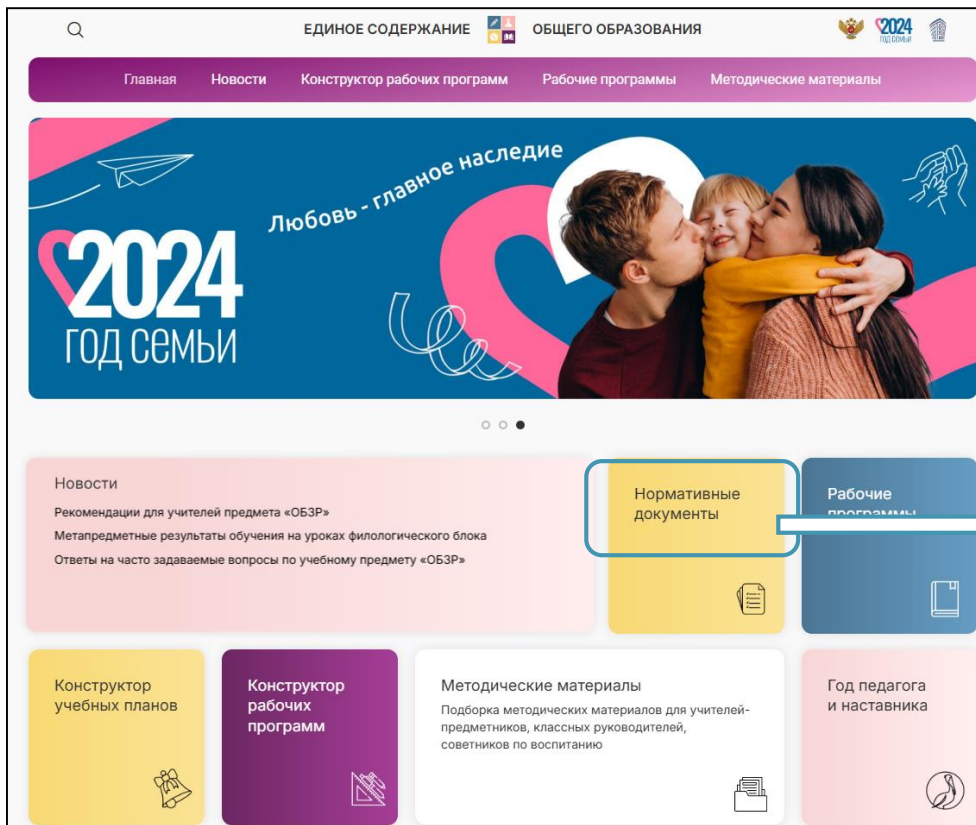 ЕДИНОЕ СОДЕРЖАНИЕ ОБЩЕГО ОБРАЗОВАНИЯ
2024
ГОД СЕМЬИ
Главная Новости Конструктор рабочих программ Рабочие программы Методические материалы
Любовь - главное наследие
2024
ГОД СЕМЬИ
Новости
Рекомендации для учителей предмета «ОБЗР»
Метапредметные результаты обучения на уроках филологического блока
Ответы на часто задаваемые вопросы по учебному предмету «ОБЗР»
Нормативные
документы
Рабочие
программы
Конструктор
учебных планов
Конструктор
рабочих
программ
Методические материалы
Подборка методических материалов для учителей-
предметников, классных руководителей,
советников по воспитанию
Год педагога
и наставника